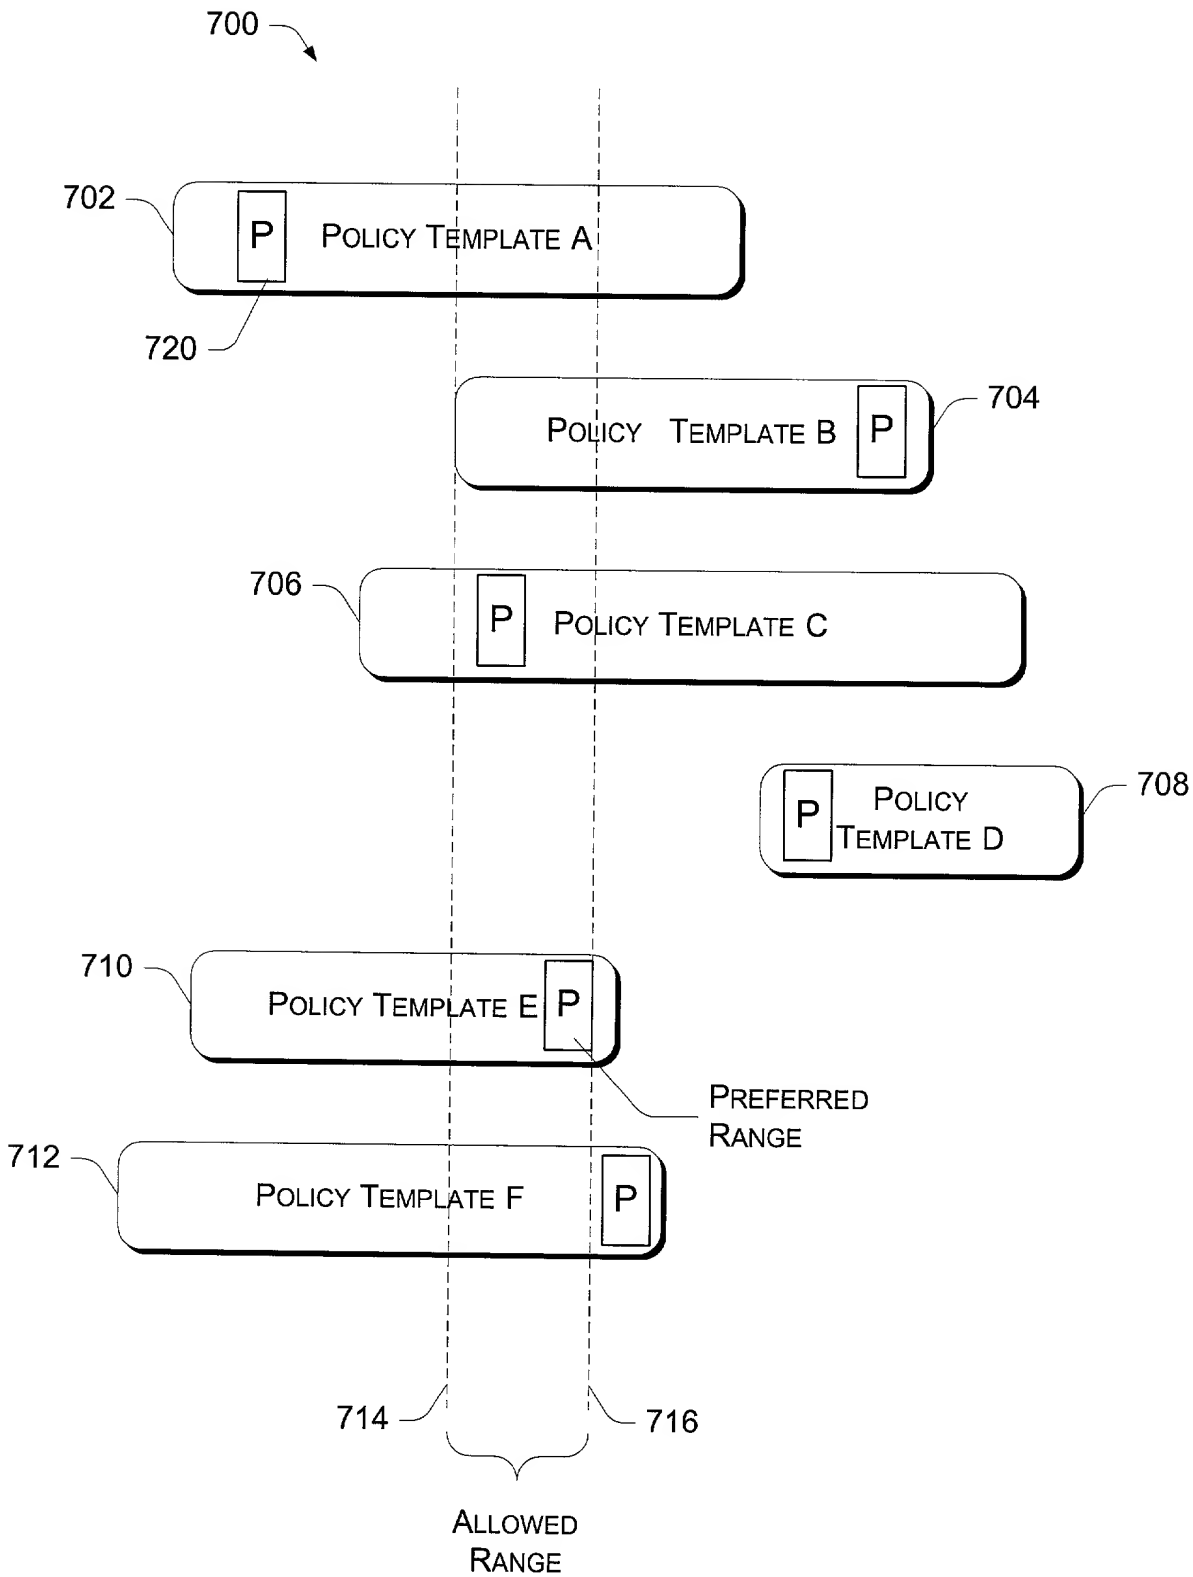 700
702
P
POLICY TEMPLATE A
720
POLICY TEMPLATE B
P
704
706
P
POLICY TEMPLATE C
P
POLICY
TEMPLATE D
708
710
POLICY TEMPLATE E
P
PREFERRED
RANGE
712
POLICY TEMPLATE F
P
714
716
ALLOWED
RANGE